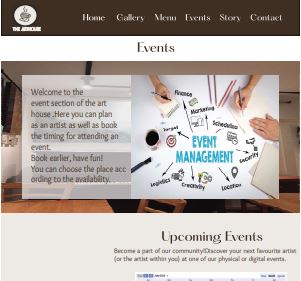 THE ARTHOUSE
Home Gallery Menu Events Story Contact
Events
Welcome to the
event section of the art
house .Here you can plan
as an artist as well as book
the timing for attending an
event.
Book earlier, have fun!
You can choose the place acc
ording to the availability.
Finance
Marketing
Target
Scheduling
EVENT
MANAGEMENT
Security
Logistics
Creativity
Location
Upcoming Events
Become a part of our community!Discover your next favourite artist
(or the artist within you) at one of our physical or digital events.